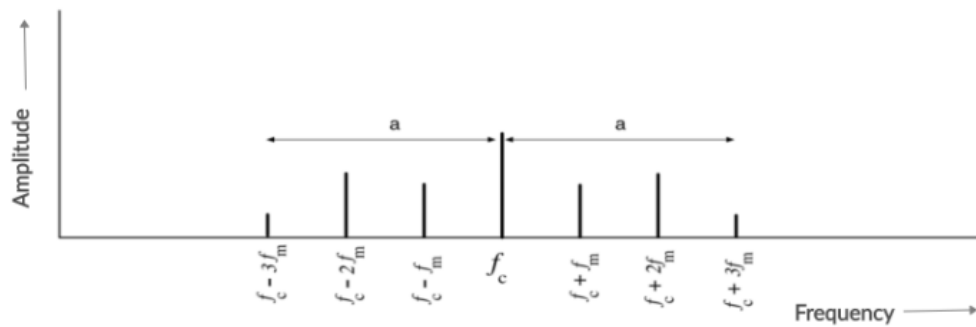 Amplitude
a
a
f_c - 3f_m
f_c - 2f_m
f_c - f_m
f_c
f_c + f_m
f_c + 2f_m
f_c + 3f_m
Frequency